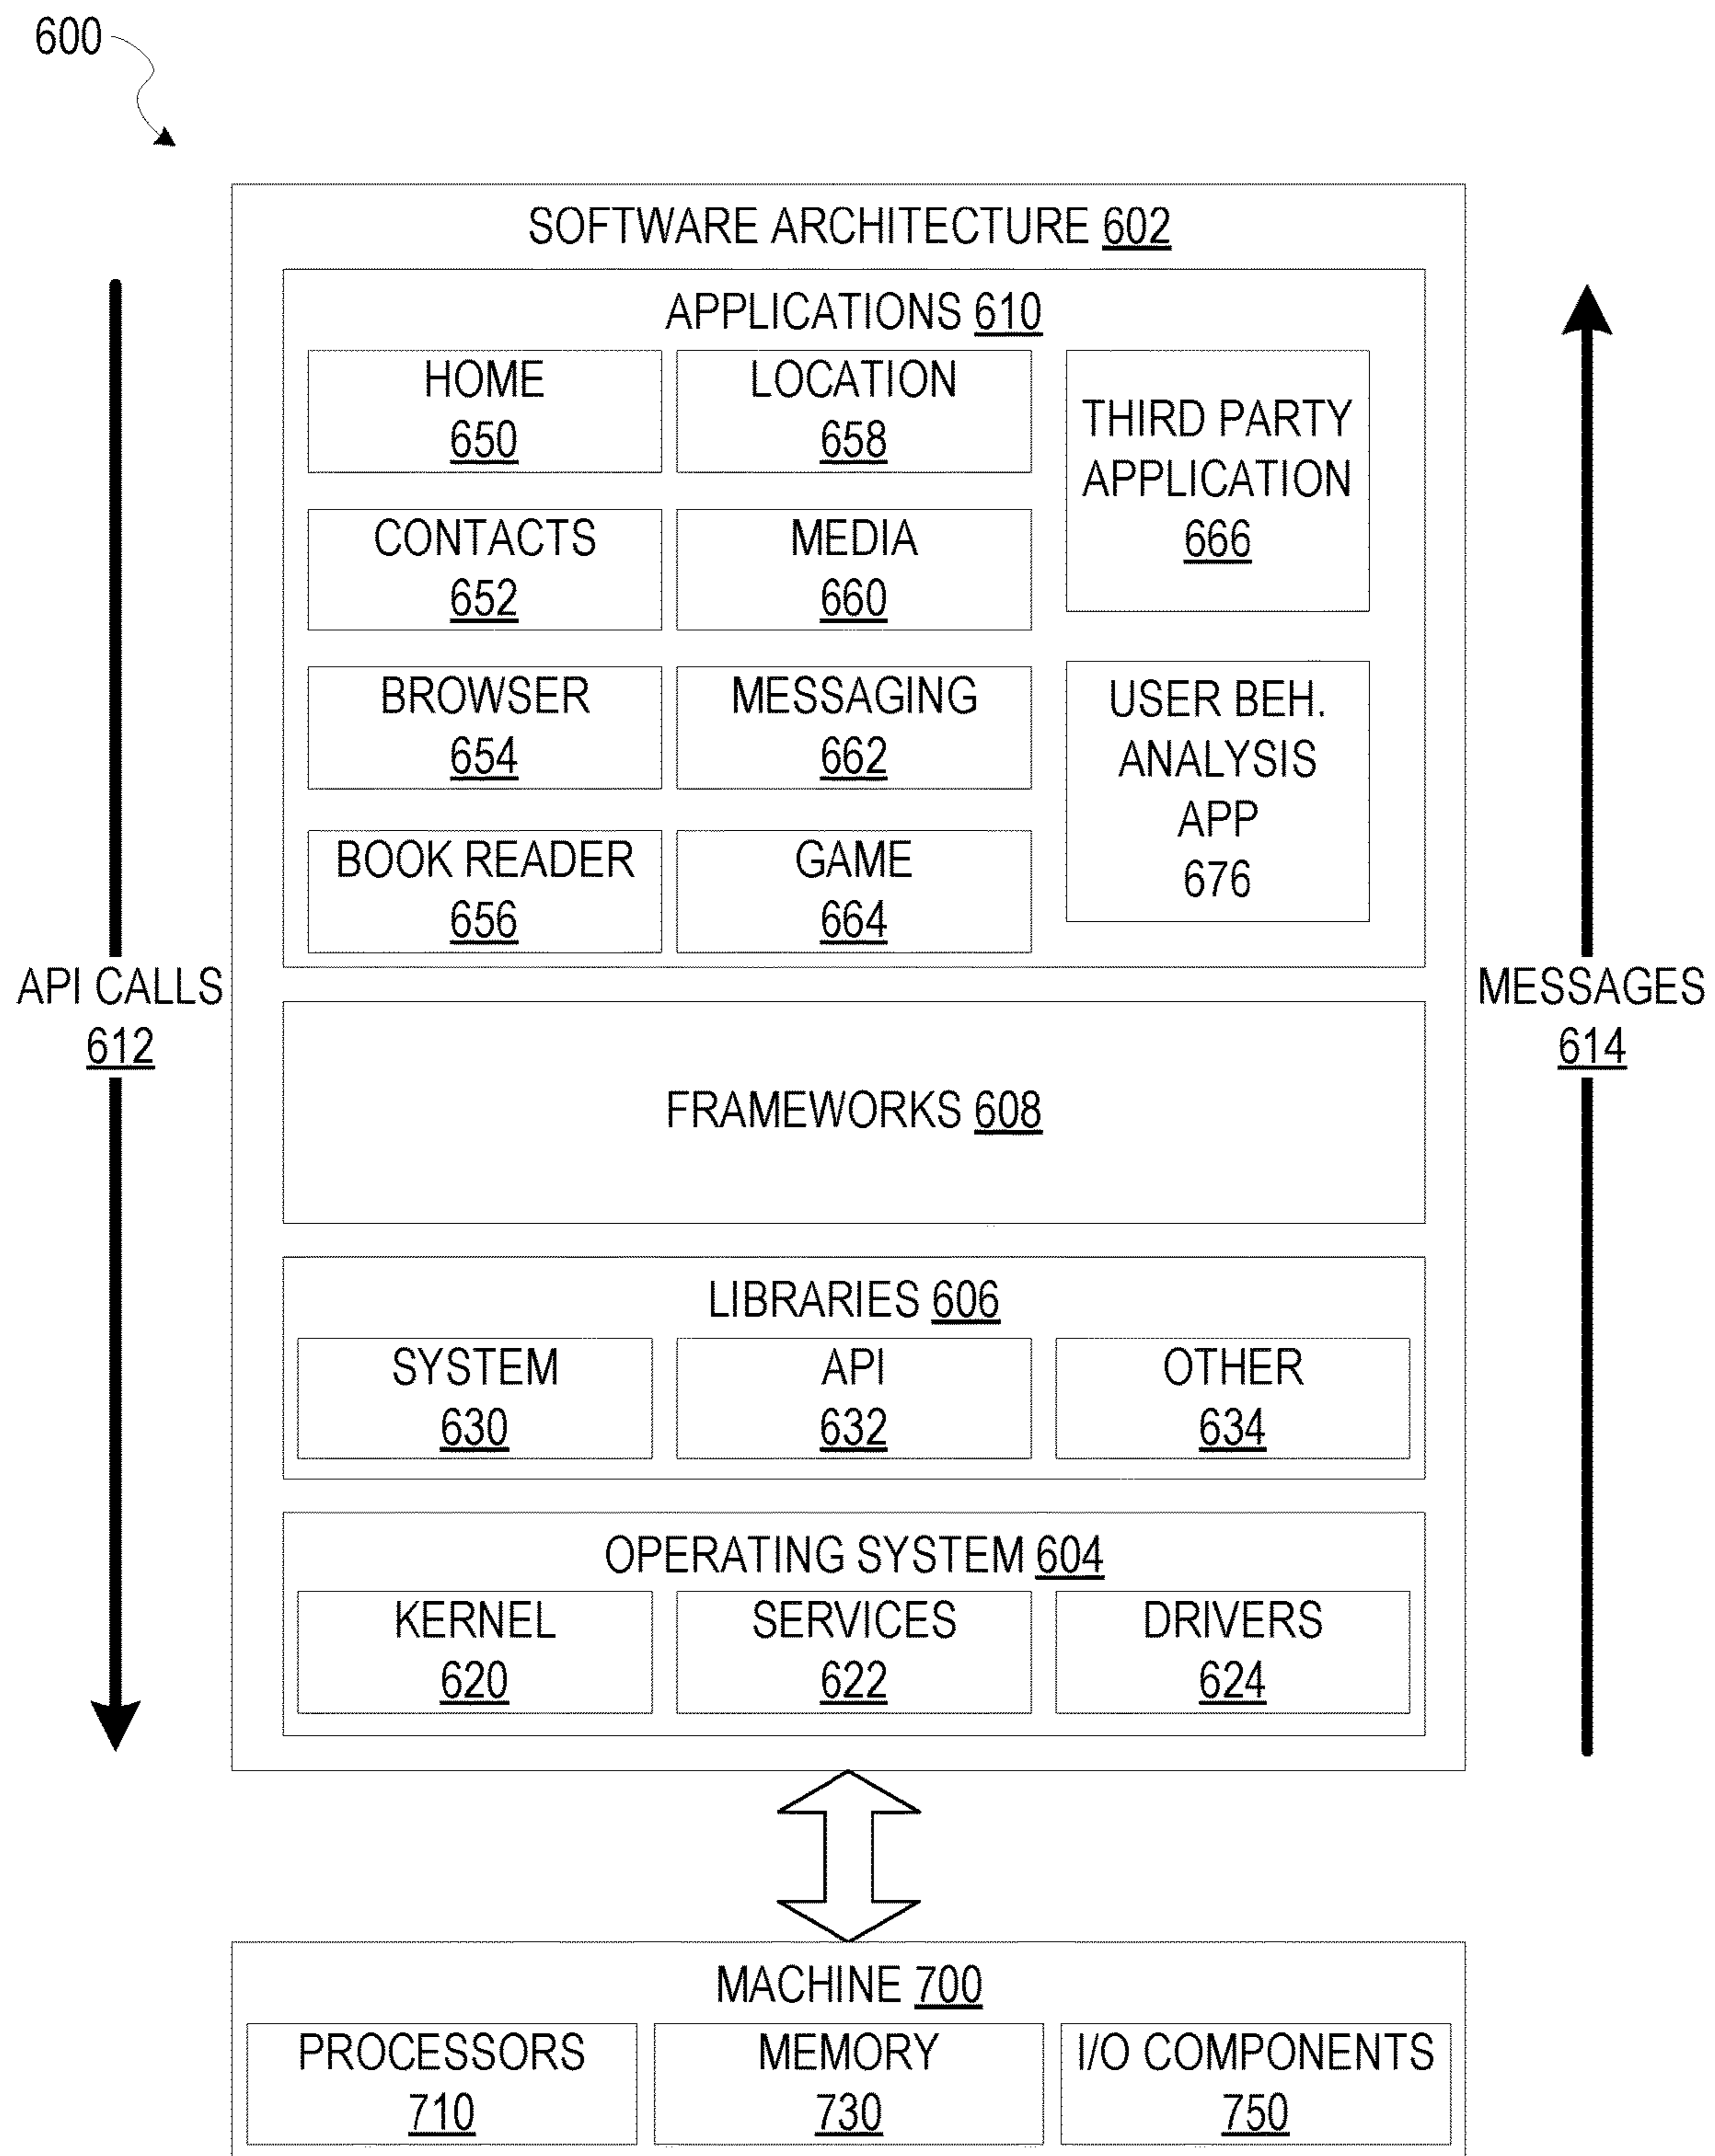 600
SOFTWARE ARCHITECTURE 602
APPLICATIONS 610
HOME
650
LOCATION
658
THIRD PARTY
APPLICATION
666
CONTACTS
652
MEDIA
660
BROWSER
654
MESSAGING
662
USER BEH.
ANALYSIS
APP
676
BOOK READER
656
GAME
664
API CALLS
612
MESSAGES
614
FRAMEWORKS 608
LIBRARIES 606
SYSTEM
630
API
632
OTHER
634
OPERATING SYSTEM 604
KERNEL
620
SERVICES
622
DRIVERS
624
MACHINE 700
PROCESSORS
710
MEMORY
730
I/O COMPONENTS
750